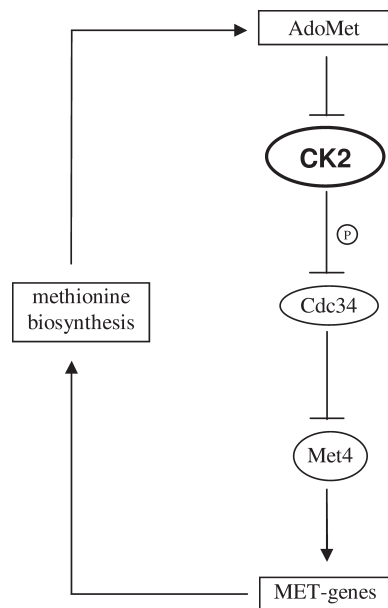 AdoMet
CK2
P
Cdc34
methionine
biosynthesis
Met4
MET-genes